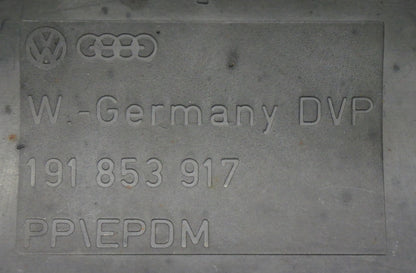 W.-Germany DVP
191 853 917
PP\EPDM